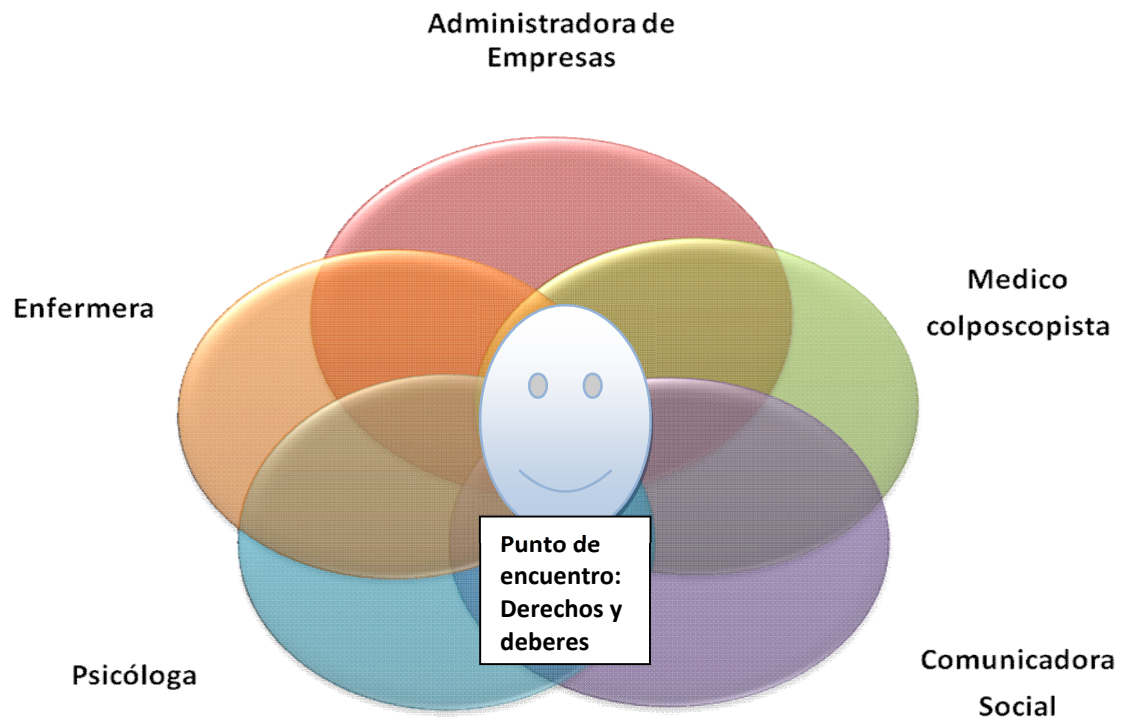 Administradora de
Empresas
Enfermera
Medico
colposcopista
Punto de
encuentro:
Derechos y
deberes
Psicóloga
Comunicadora
Social